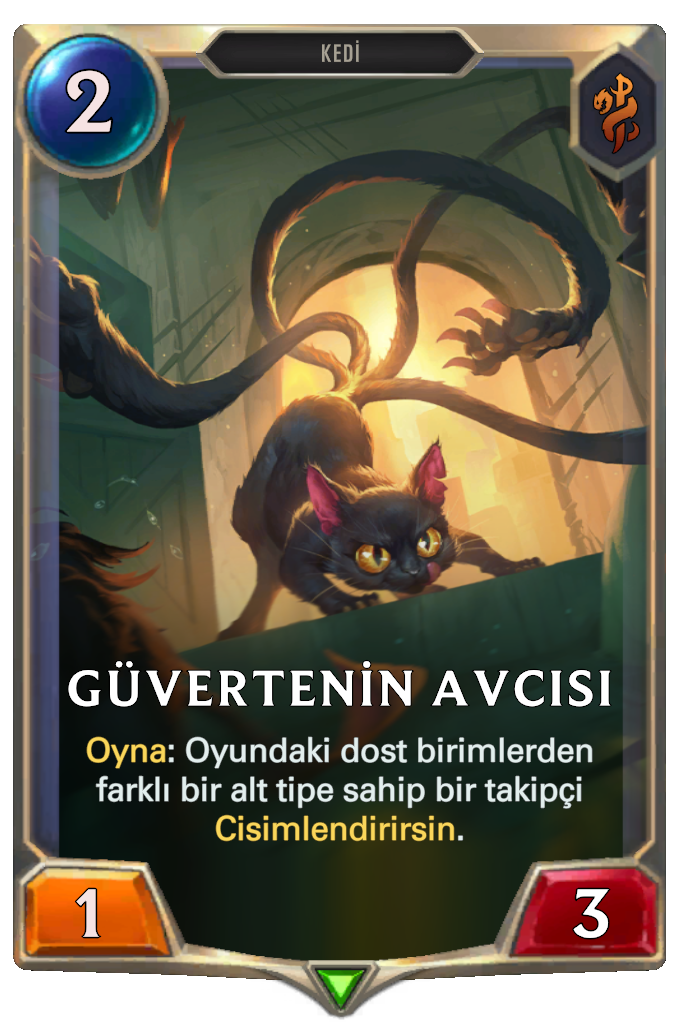 KEDİ
2
GÜVERTENİN AVCISI
Oyna: Oyundaki dost birimlerden
farklı bir alt tipe sahip bir takipçi
Cisimlendirirsin.
1
3